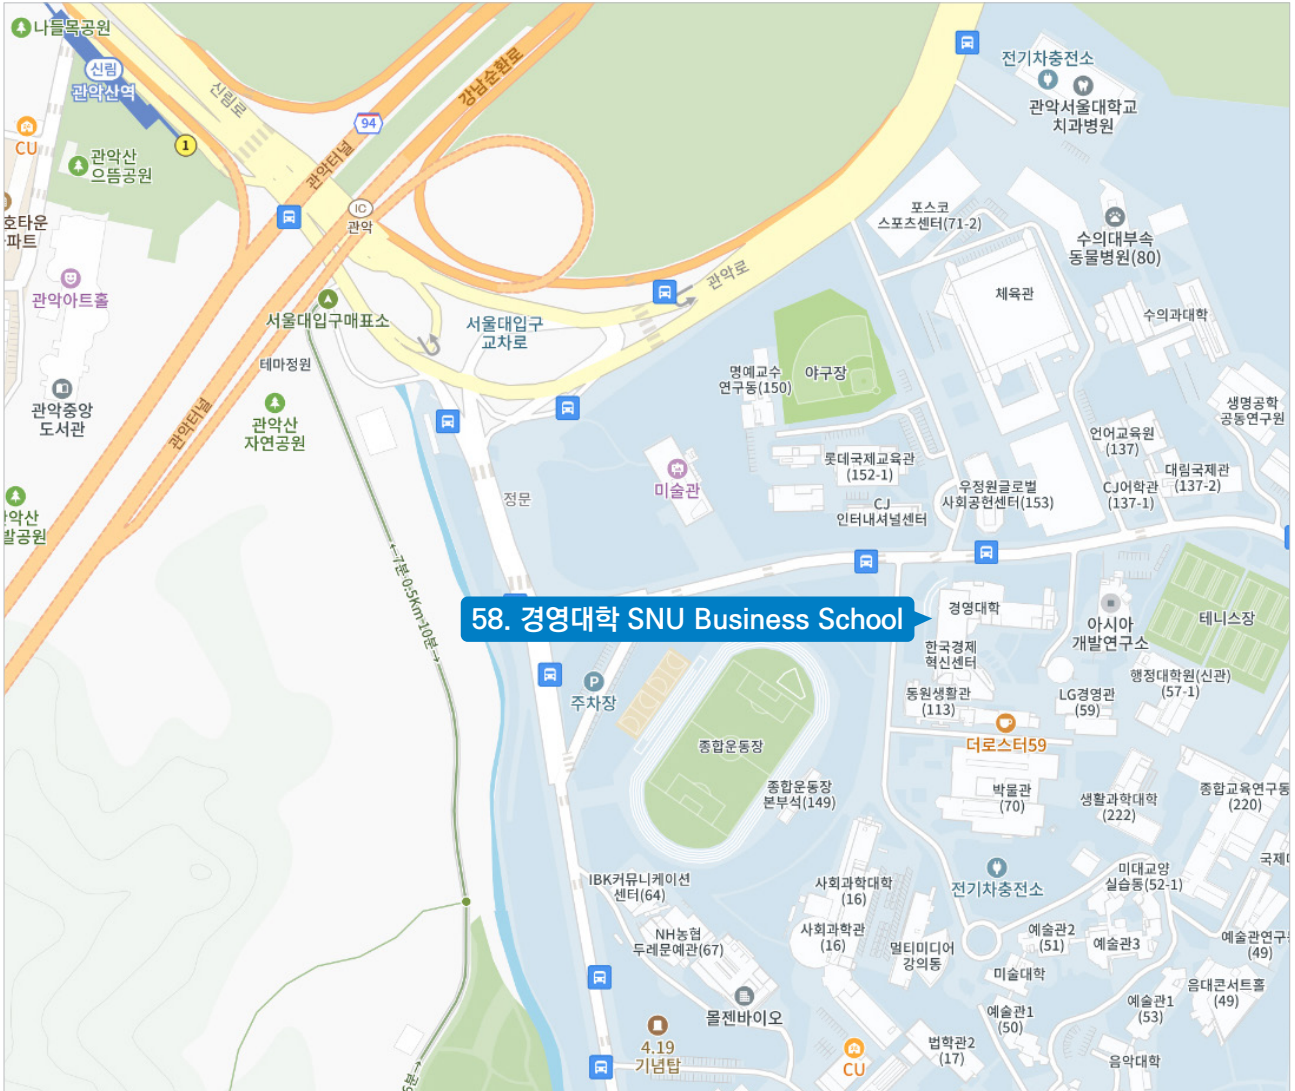 나들목공원
신림
관악산역
1
CU
관악산
으뜸공원
신림로
강남순환로
94
관악터널
IC
관악
호타운
파트
관악아트홀
관악중앙
도서관
서울대입구매표소
테마정원
서울대입구
교차로
관악로
관악터널
관악산
자연공원
정문
←7분-0.5Km-10분→
전기차충전소
관악서울대학교
치과병원
포스코
스포츠센터(71-2)
수의대부속
동물병원(80)
체육관
수의과대학
명예교수
연구동(150)
야구장
생명공학
공동연구원
언어교육원
(137)
대림국제관
(137-2)
CJ어학관
(137-1)
미술관
롯데국제교육관
(152-1)
CJ
인터내셔널센터
우정원글로벌
사회공헌센터(153)
58. 경영대학 SNU Business School
경영대학
한국경제
혁신센터
아시아
개발연구소
테니스장
행정대학원(신관)
(57-1)
동원생활관
(113)
LG경영관
(59)
더로스터59
P
주차장
종합운동장
종합운동장
본부석(149)
박물관
(70)
생활과학대학
(222)
종합교육연구동
(220)
IBK커뮤니케이션
센터(64)
사회과학대학
(16)
전기차충전소
미대교양
실습동(52-1)
NH농협
두레문예관(67)
사회과학관
(16)
멀티미디어
강의동
예술관2
(51)
예술관3
(49)
미술대학
몰젠바이오
예술관1
(50)
예술관1
(53)
음대콘서트홀
(49)
4.19
기념탑
CU
법학관2
(17)
음악대학